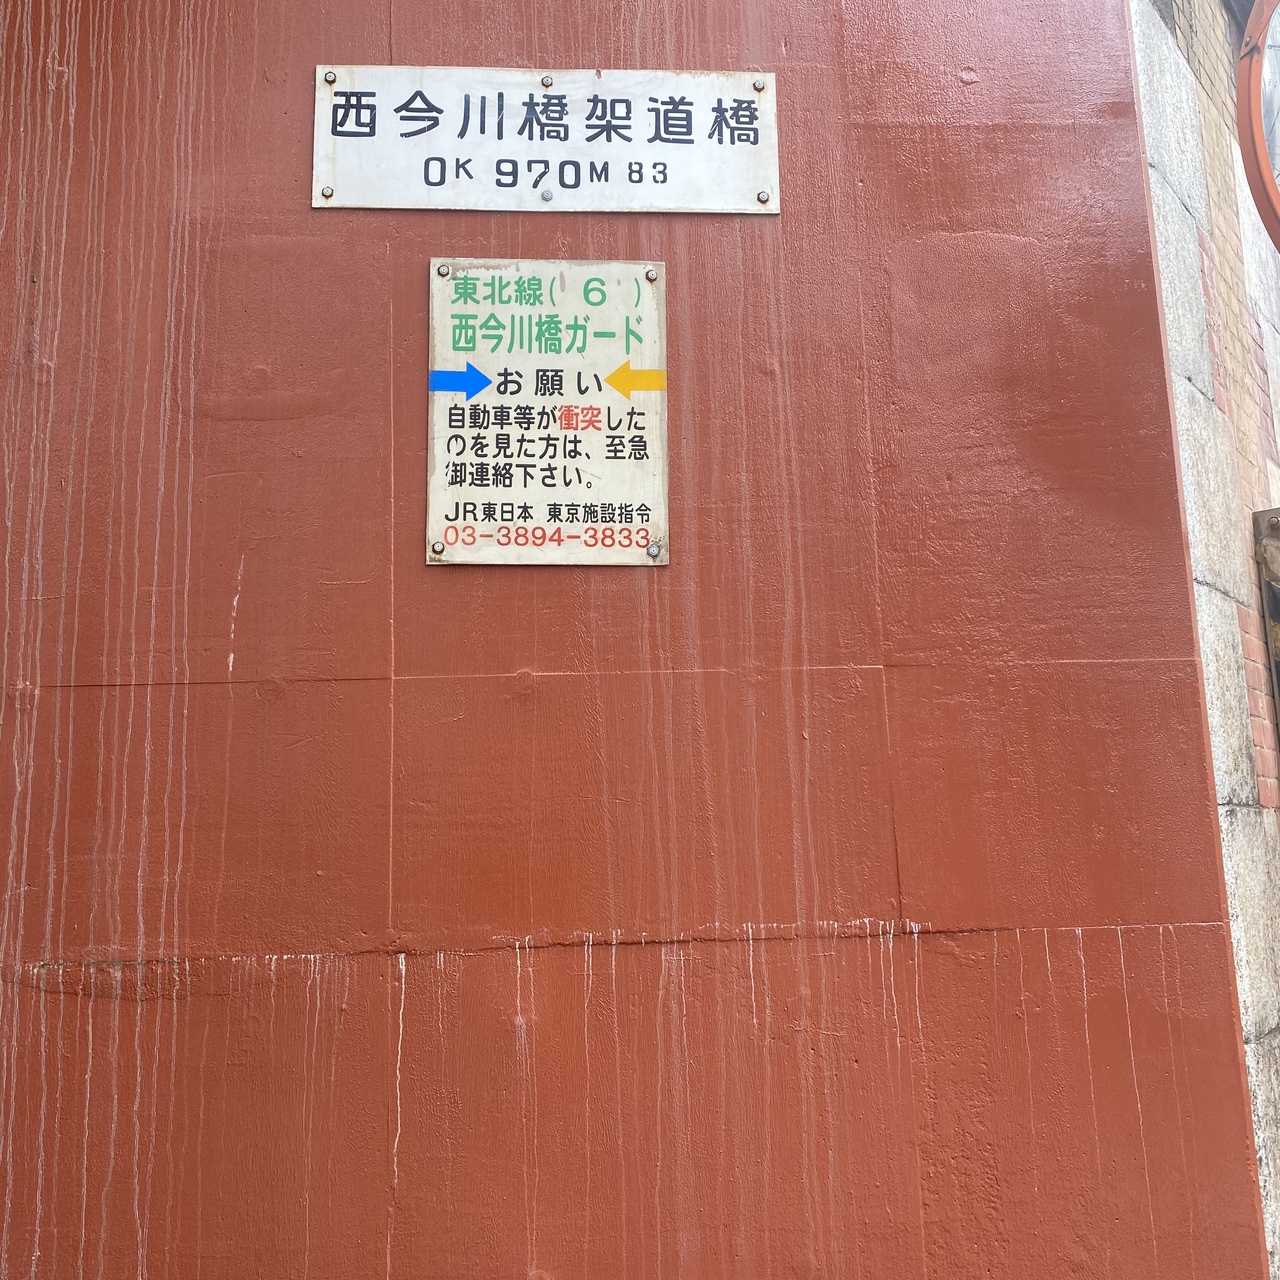 西今川橋架道橋
0K 970M 83
東北線( 6 )
西今川橋ガード
お願い
自動車等が衝突した
のを見た方は、至急
御連絡下さい。
JR東日本 東京施設指令
03-3894-3833